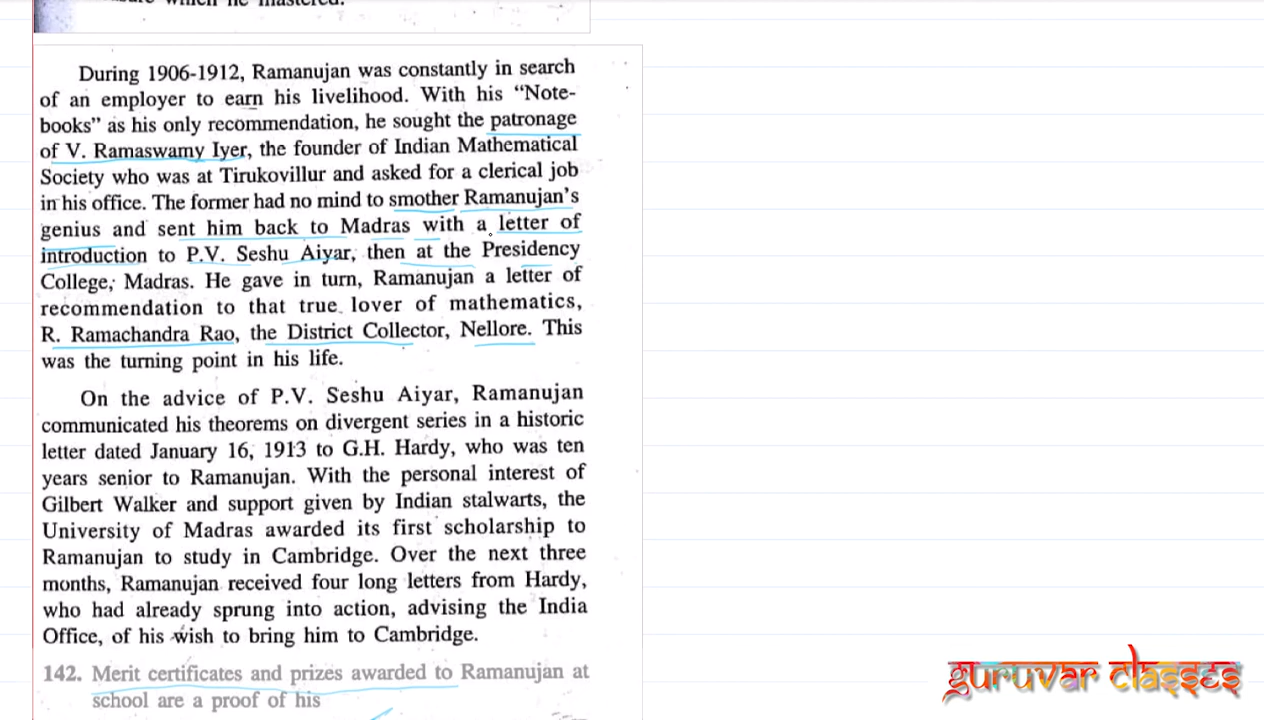 During 1906-1912, Ramanujan was constantly in search
of an employer to earn his livelihood. With his “Note-
books” as his only recommendation, he sought the patronage
of V. Ramaswamy Iyer, the founder of Indian Mathematical
Society who was at Tirukovillur and asked for a clerical job
in his office. The former had no mind to smother Ramanujan’s
genius and sent him back to Madras with a letter of
introduction to P.V. Seshu Aiyar, then at the Presidency
College, Madras. He gave in turn, Ramanujan a letter of
recommendation to that true lover of mathematics,
R. Ramachandra Rao, the District Collector, Nellore. This
was the turning point in his life.
On the advice of P.V. Seshu Aiyar, Ramanujan
communicated his theorems on divergent series in a historic
letter dated January 16, 1913 to G.H. Hardy, who was ten
years senior to Ramanujan. With the personal interest of
Gilbert Walker and support given by Indian stalwarts, the
University of Madras awarded its first scholarship to
Ramanujan to study in Cambridge. Over the next three
months, Ramanujan received four long letters from Hardy,
who had already sprung into action, advising the India
Office, of his wish to bring him to Cambridge.
142. Merit certificates and prizes awarded to Ramanujan at
school are a proof of his
guruvar classes